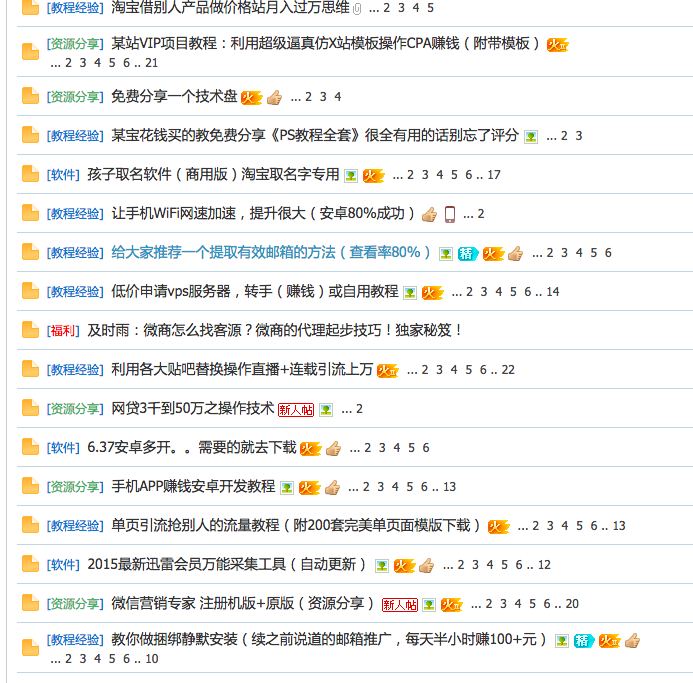 [教程经验] 淘宝借别人产品做价格站月入过万思维 ... 2 3 4 5
[资源分享] 某站VIP项目教程：利用超级逼真仿X站模板操作CPA赚钱（附带模板） 火
... 2 3 4 5 6 .. 21
[资源分享] 免费分享一个技术盘 火 ... 2 3 4
[教程经验] 某宝花钱买的教免费分享《PS教程全套》很全有用的话别忘了评分 ... 2 3
[软件] 孩子取名软件（商用版）淘宝取名字专用 火 ... 2 3 4 5 6 .. 17
[教程经验] 让手机WiFi网速加速，提升很大（安卓80%成功） ... 2
[教程经验] 给大家推荐一个提取有效邮箱的方法（查看率80%） 精 火 ... 2 3 4 5 6
[教程经验] 低价申请vps服务器，转手（赚钱）或自用教程 火 ... 2 3 4 5 6 .. 14
[福利] 及时雨：微商怎么找客源？微商的代理起步技巧！独家秘笈！
[教程经验] 利用各大贴吧替换操作直播+连载引流上万 火 ... 2 3 4 5 6 .. 22
[资源分享] 网贷3千到50万之操作技术 新人帖 ... 2
[软件] 6.37安卓多开。。需要的就去下载 火 ... 2 3 4 5 6
[资源分享] 手机APP赚钱安卓开发教程 火 ... 2 3 4 5 6 .. 13
[教程经验] 单页引流抢别人的流量教程（附200套完美单页面模版下载） 火 ... 2 3 4 5 6 .. 13
[软件] 2015最新迅雷会员万能采集工具（自动更新） 火 ... 2 3 4 5 6 .. 12
[资源分享] 微信营销专家 注册机版+原版（资源分享） 新人帖 火 ... 2 3 4 5 6 .. 20
[教程经验] 教你做捆绑静默安装（续之前说道的邮箱推广，每天半小时赚100+元） 精 火
... 2 3 4 5 6 .. 10